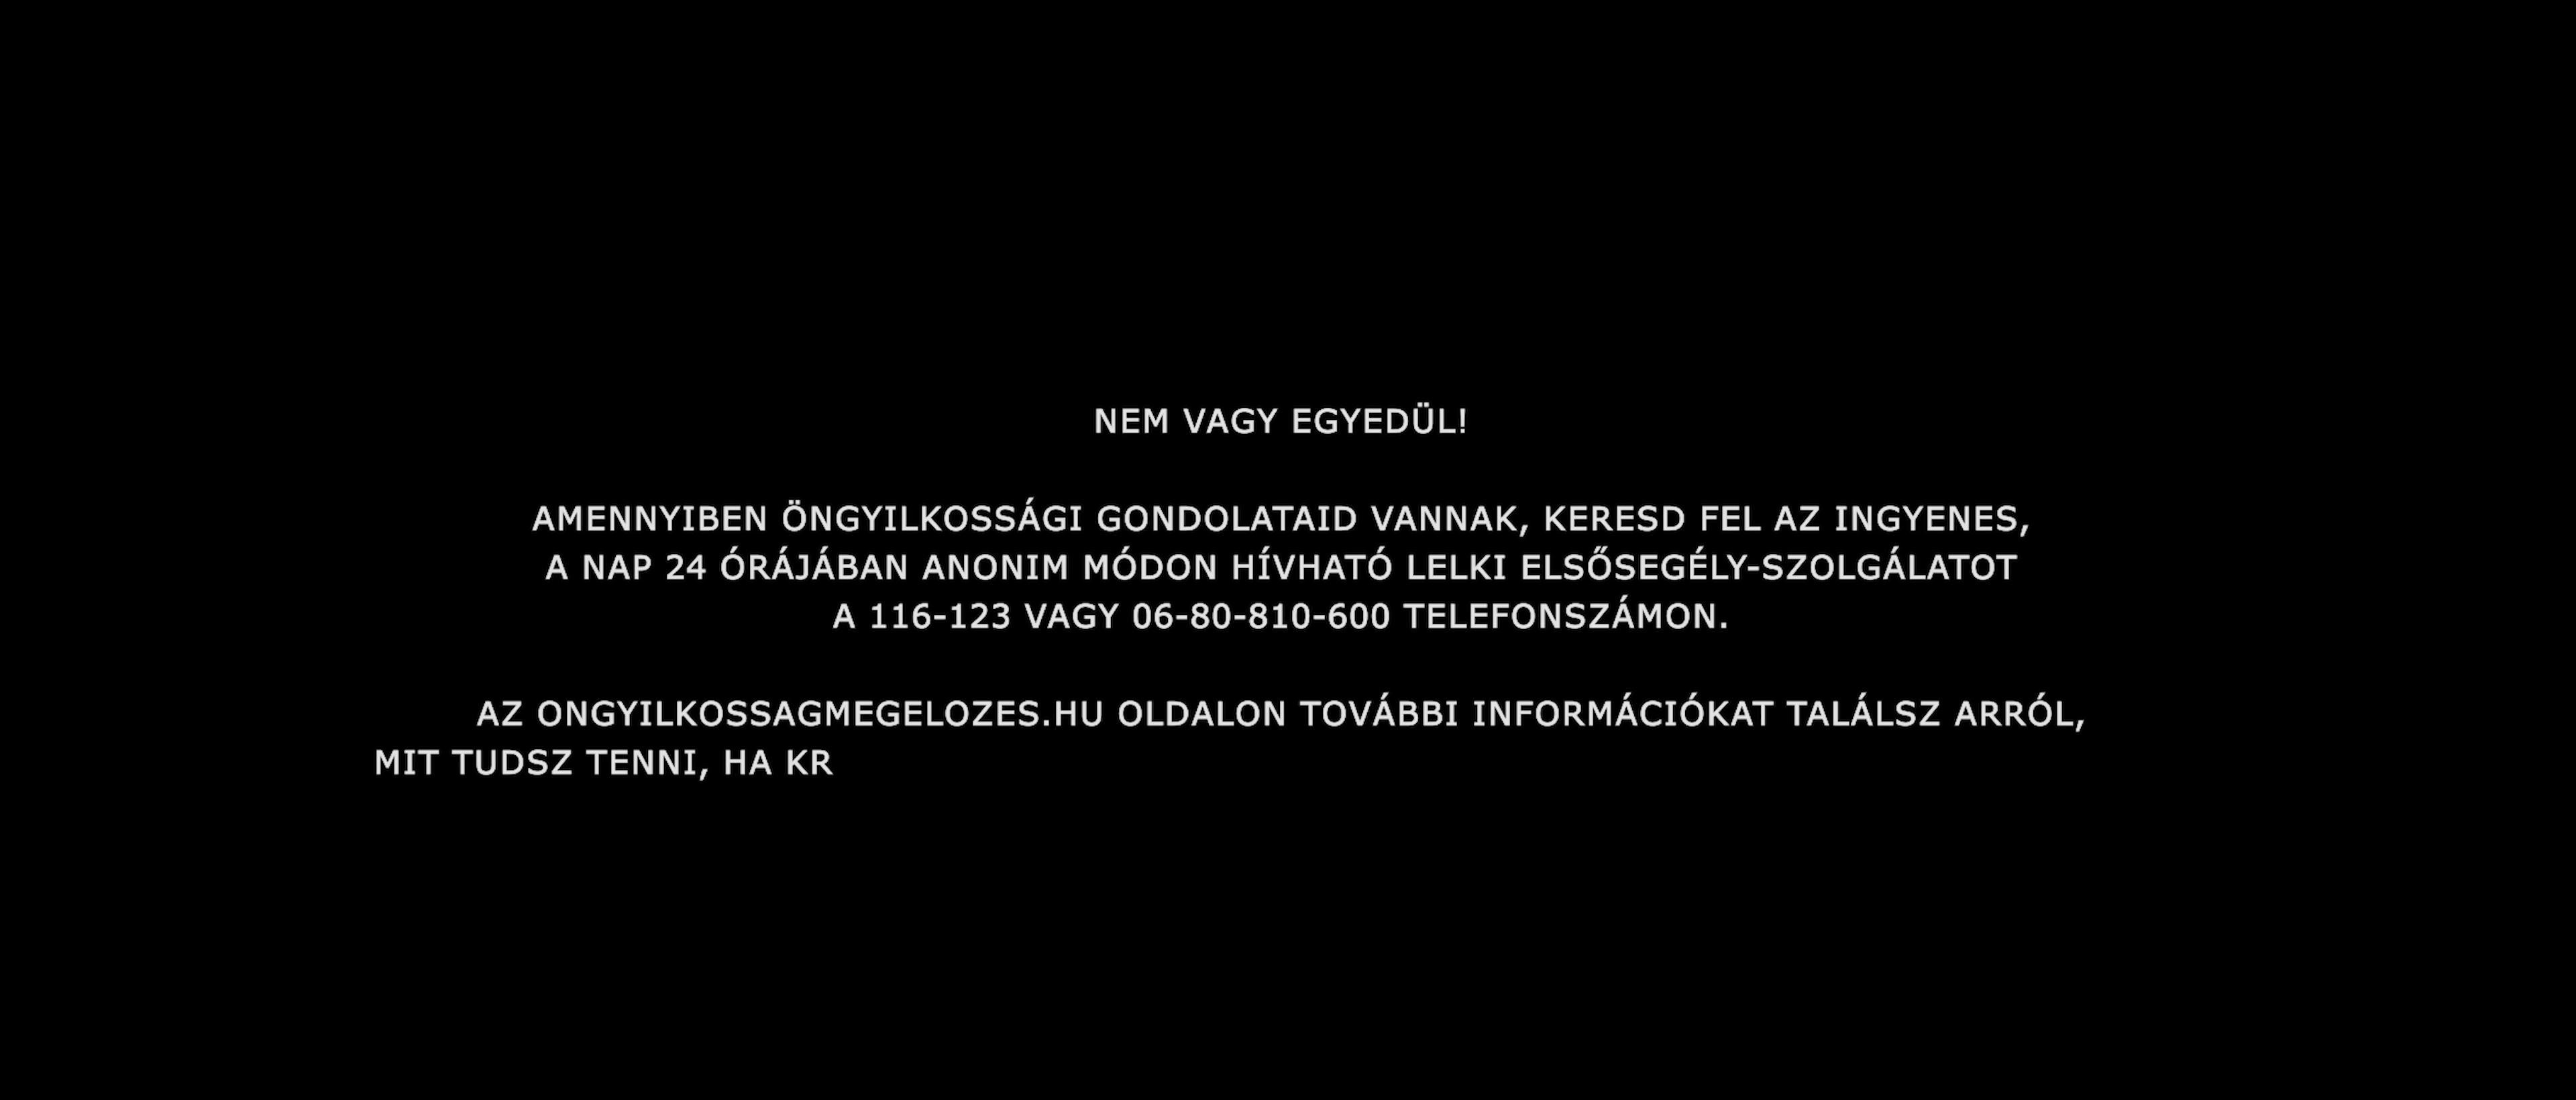 NEM VAGY EGYEDÜL!
AMENNYIBEN ÖNGYILKOSSÁGI GONDOLATAID VANNAK, KERESD FEL AZ INGYENES,
A NAP 24 ÓRÁJÁBAN ANONIM MÓDON HÍVHATÓ LELKI ELSŐSEGÉLY-SZOLGÁLATOT
A 116-123 VAGY 06-80-810-600 TELEFONSZÁMON.
AZ ONGYILKOSSAGMEGELOZES.HU OLDALON TOVÁBBI INFORMÁCIÓKAT TALÁLSZ ARRÓL,
MIT TUDSZ TENNI, HA KR